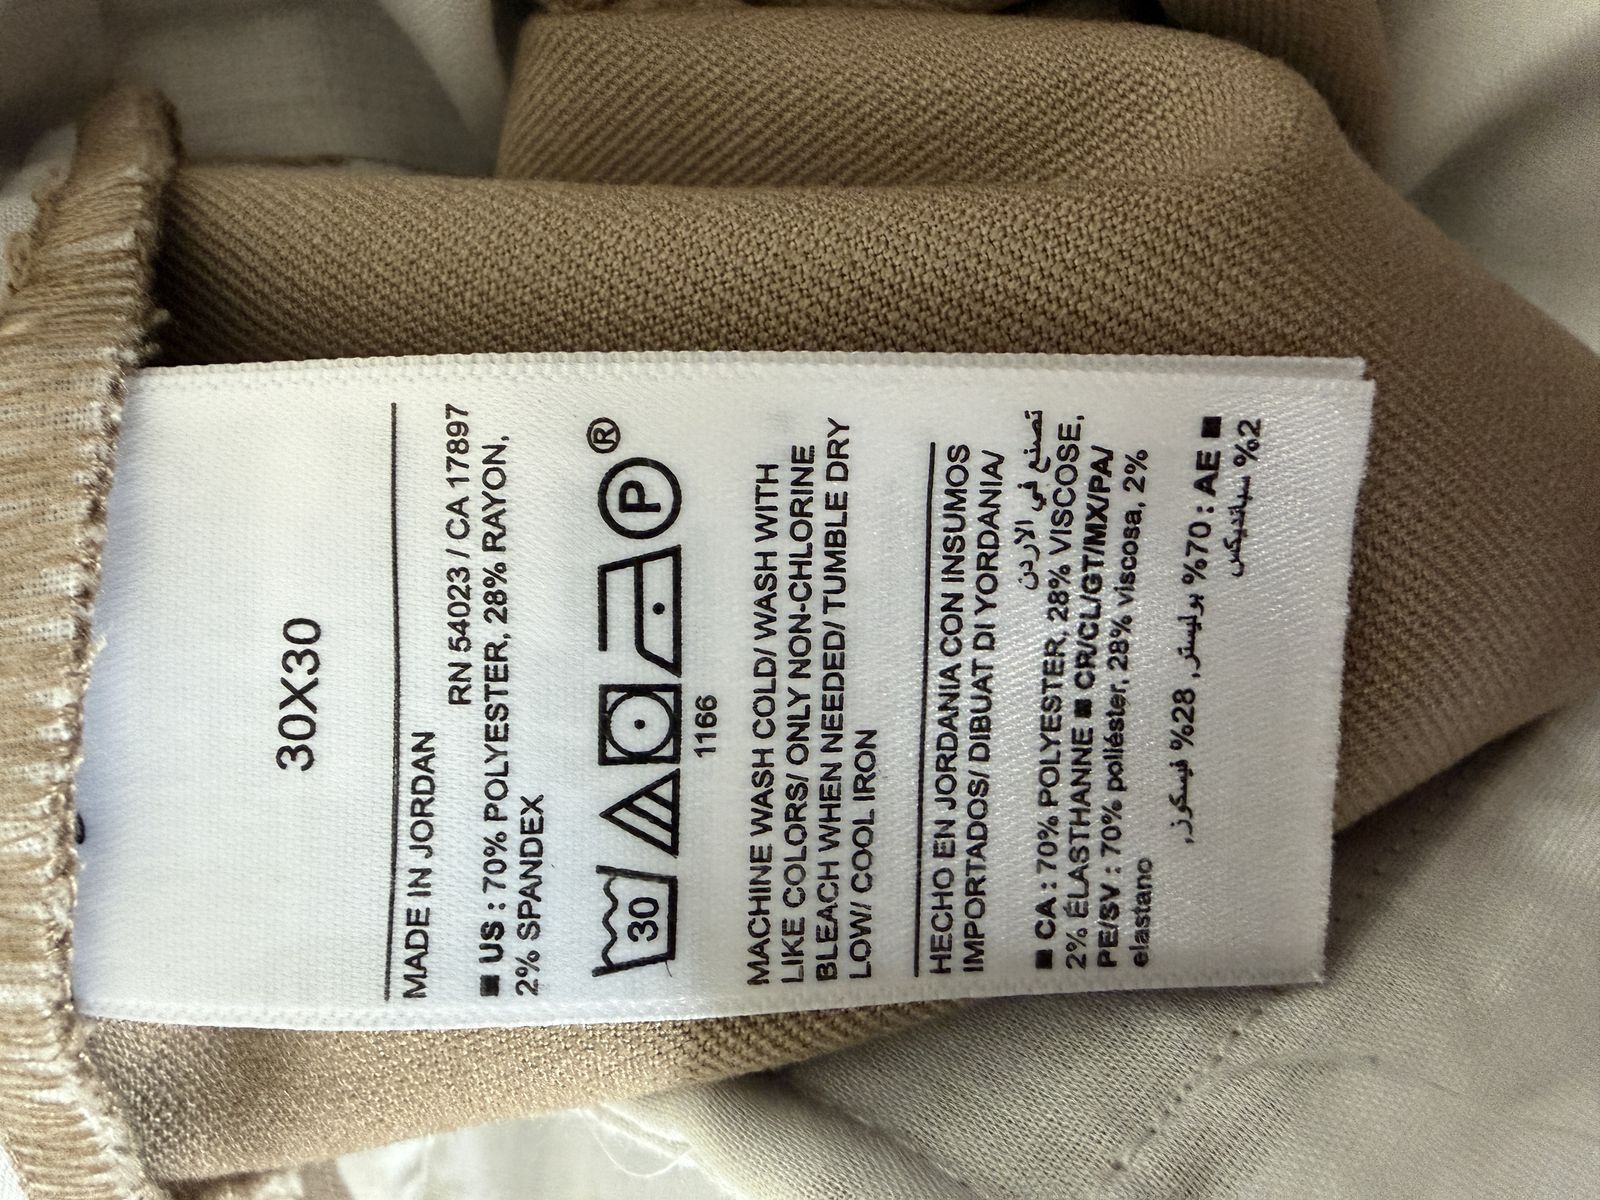 30X30
MADE IN JORDAN
RN 54023 / CA 17897
■ US : 70% POLYESTER, 28% RAYON,
2% SPANDEX
30 P ®
1166
MACHINE WASH COLD/ WASH WITH
LIKE COLORS/ ONLY NON-CHLORINE
BLEACH WHEN NEEDED/ TUMBLE DRY
LOW/ COOL IRON
HECHO EN JORDANIA CON INSUMOS
IMPORTADOS/ DIBUAT DI YORDANIA/
تصنع في الاردن
■ CA : 70% POLYESTER, 28% VISCOSE,
2% ÉLASTHANNE ■ CR/CL/GT/MX/PA/
PE/SV : 70% poliéster, 28% viscosa, 2%
elastano
■ AE : %70 بوليستر, %28 فيسكوز,
%2 سبانديكس